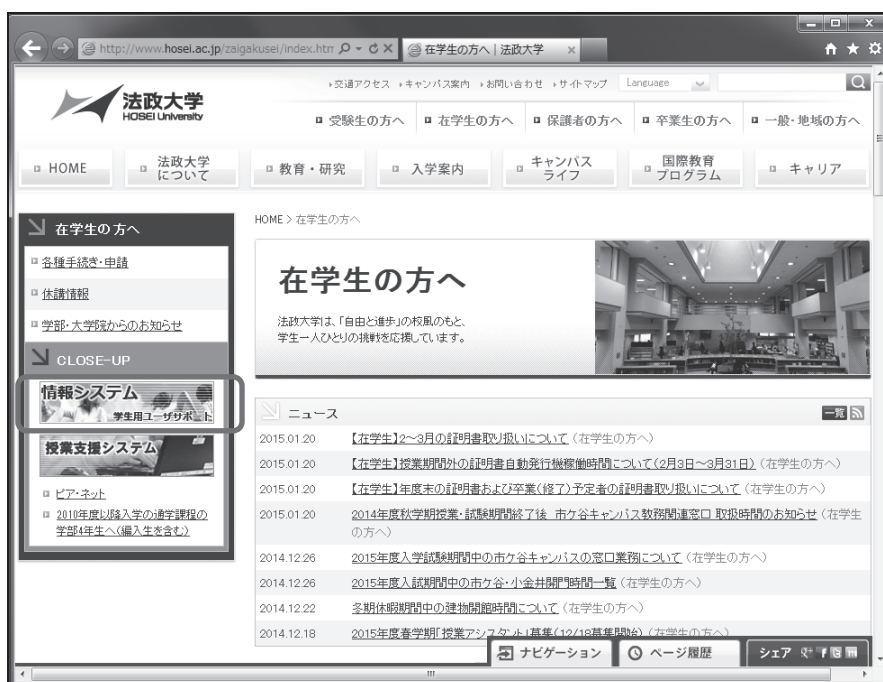 http://www.hosei.ac.jp/zaigakusei/index.htm
在学生の方へ | 法政大学
交通アクセス キャンパス案内 お問い合わせ サイトマップ Language
法政大学
HOSEI University
受験生の方へ 在学生の方へ 保護者の方へ 卒業生の方へ 一般・地域の方へ
HOME 法政大学について 教育・研究 入学案内 キャンパスライフ 国際教育プログラム キャリア
在学生の方へ
各種手続き・申請
休講情報
学部・大学院からのお知らせ
CLOSE-UP
情報システム
学生用ユーザサポート
授業支援システム
ピア・ネット
2010年度以降入学の通学課程の
学部4年生へ(編入生を含む)
HOME > 在学生の方へ
在学生の方へ
法政大学は、「自由と進歩」の校風のもと、
学生一人ひとりの挑戦を応援しています。
ニュース 一覧
2015.01.20 【在学生】2〜3月の証明書取り扱いについて (在学生の方へ)
2015.01.20 【在学生】授業期間外の証明書自動発行機稼働時間について(2月3日〜3月31日) (在学生の方へ)
2015.01.20 【在学生】年度末の証明書および卒業(修了)予定者の証明書取り扱いについて (在学生の方へ)
2015.01.20 2014年度秋学期授業・試験期間終了後 市ケ谷キャンパス教務関連窓口 取扱時間のお知らせ (在学生
の方へ)
2014.12.26 2015年度入学試験期間中の市ケ谷キャンパスの窓口業務について (在学生の方へ)
2014.12.26 2015年度入試期間中の市ケ谷・小金井開門時間一覧 (在学生の方へ)
2014.12.22 冬期休暇期間中の建物開館時間について (在学生の方へ)
2014.12.18 2015年度春学期「授業アシスタント」募集(12/18募集開始) (在学生の方へ)
ナビゲーション ページ履歴 シェア